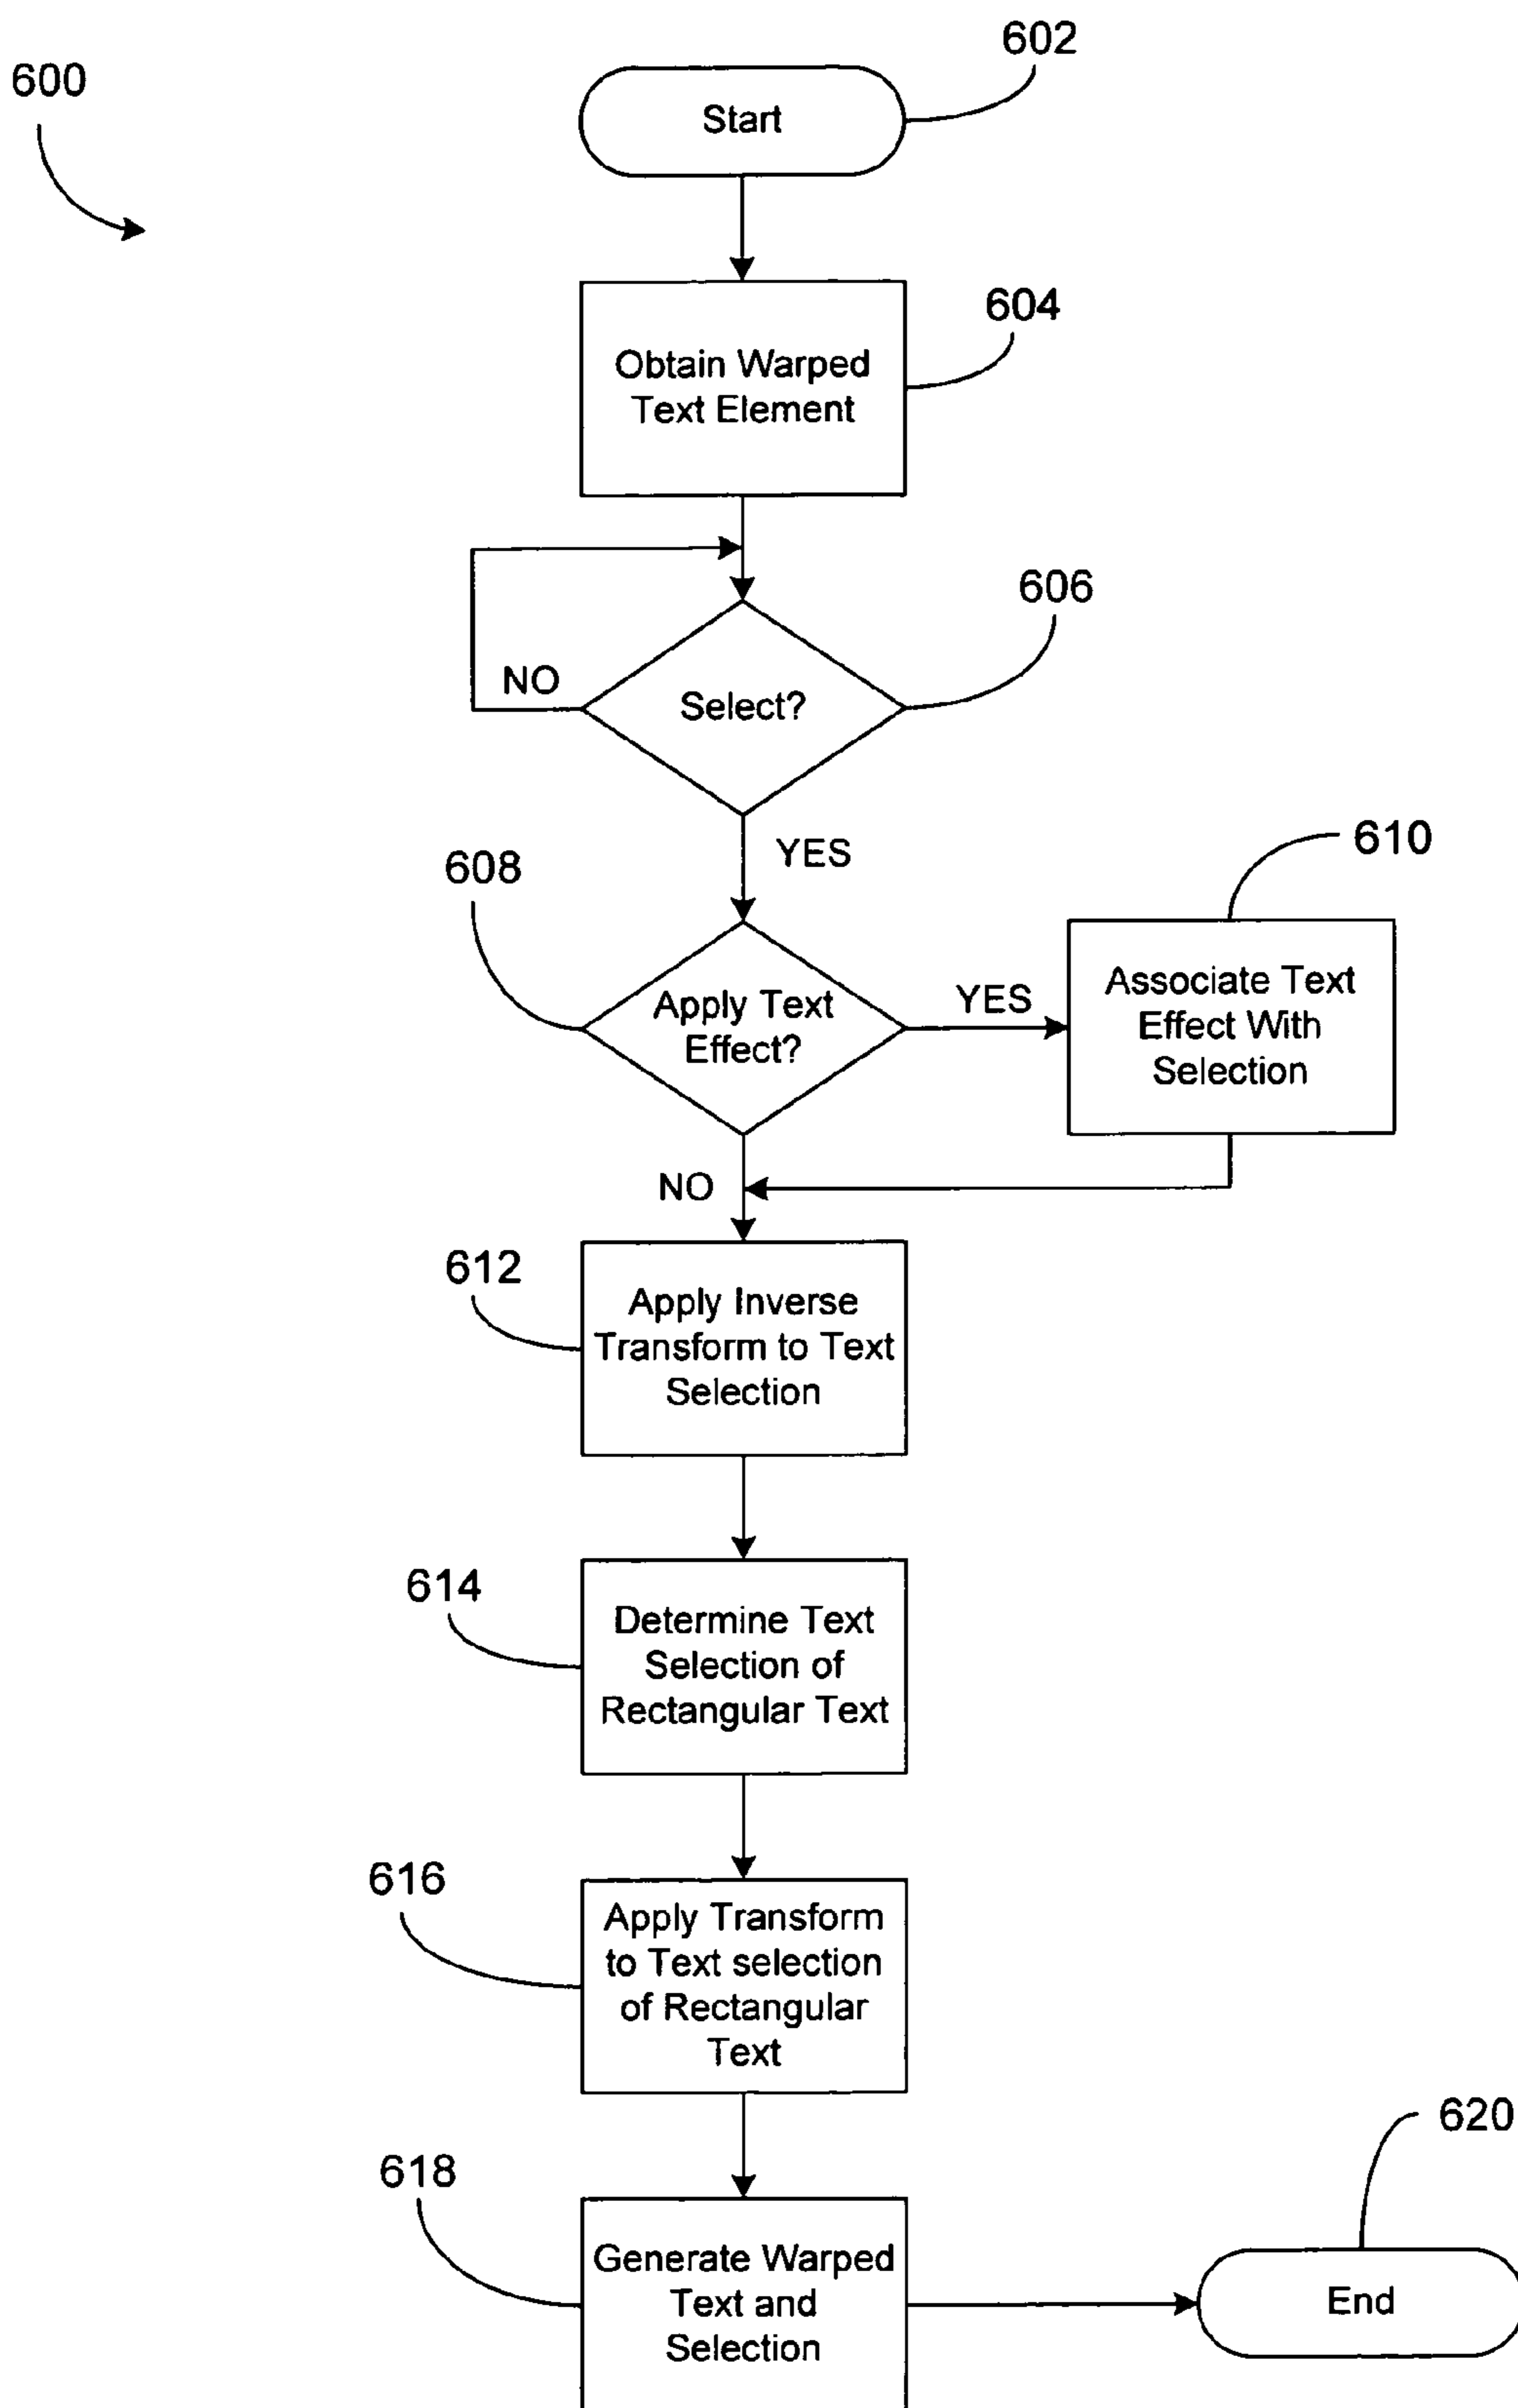 602
600
Start
604
Obtain Warped
Text Element
606
NO
Select?
YES
610
608
Apply Text
Effect?
YES
Associate Text
Effect With
Selection
NO
612
Apply Inverse
Transform to Text
Selection
614
Determine Text
Selection of
Rectangular Text
616
Apply Transform
to Text selection
of Rectangular
Text
620
618
Generate Warped
Text and
Selection
End